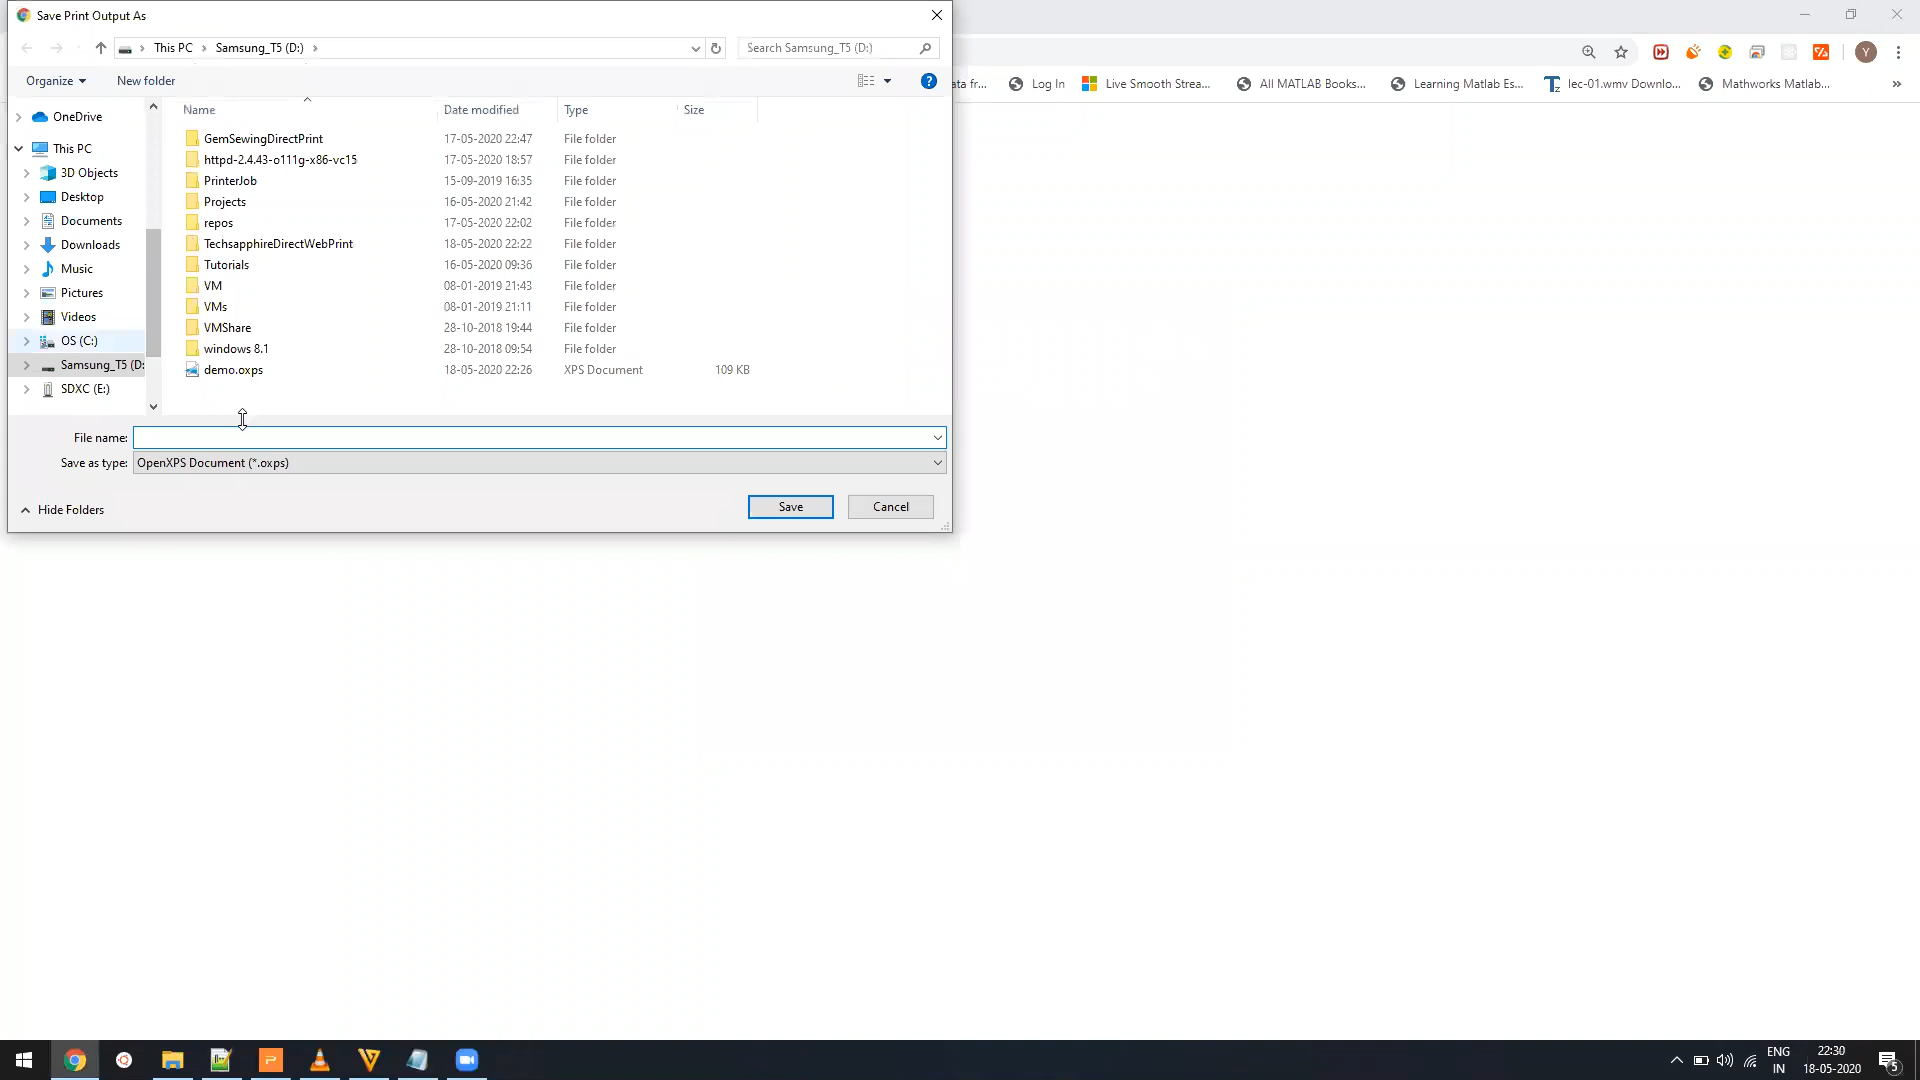 Save Print Output As
This PC
Samsung_T5 (D:)
Search Samsung_T5 (D:)
Organize
New folder
ata fr...
Log In
Live Smooth Strea...
All MATLAB Books...
Learning Matlab Es...
lec-01.wmv Downlo...
Mathworks Matlab...
»
Y
OneDrive
This PC
3D Objects
Desktop
Documents
Downloads
Music
Pictures
Videos
OS (C:)
Samsung_T5 (D:
SDXC (E:)
Name Date modified Type Size
GemSewingDirectPrint 17-05-2020 22:47 File folder
httpd-2.4.43-o111g-x86-vc15 17-05-2020 18:57 File folder
PrinterJob 15-09-2019 16:35 File folder
Projects 16-05-2020 21:42 File folder
repos 17-05-2020 22:02 File folder
TechsapphireDirectWebPrint 18-05-2020 22:22 File folder
Tutorials 16-05-2020 09:36 File folder
VM 08-01-2019 21:43 File folder
VMs 08-01-2019 21:11 File folder
VMShare 28-10-2018 19:44 File folder
windows 8.1 28-10-2018 09:54 File folder
demo.oxps 18-05-2020 22:26 XPS Document 109 KB
File name:
Save as type: OpenXPS Document (*.oxps)
Hide Folders
Save
Cancel
ENG
IN
22:30
18-05-2020
5